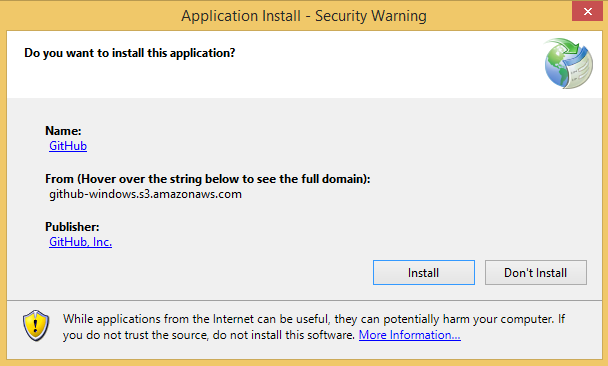 Application Install - Security Warning
Do you want to install this application?
Name:
GitHub
From (Hover over the string below to see the full domain):
github-windows.s3.amazonaws.com
Publisher:
GitHub, Inc.
Install
Don't Install
While applications from the Internet can be useful, they can potentially harm your computer. If
you do not trust the source, do not install this software. More Information...